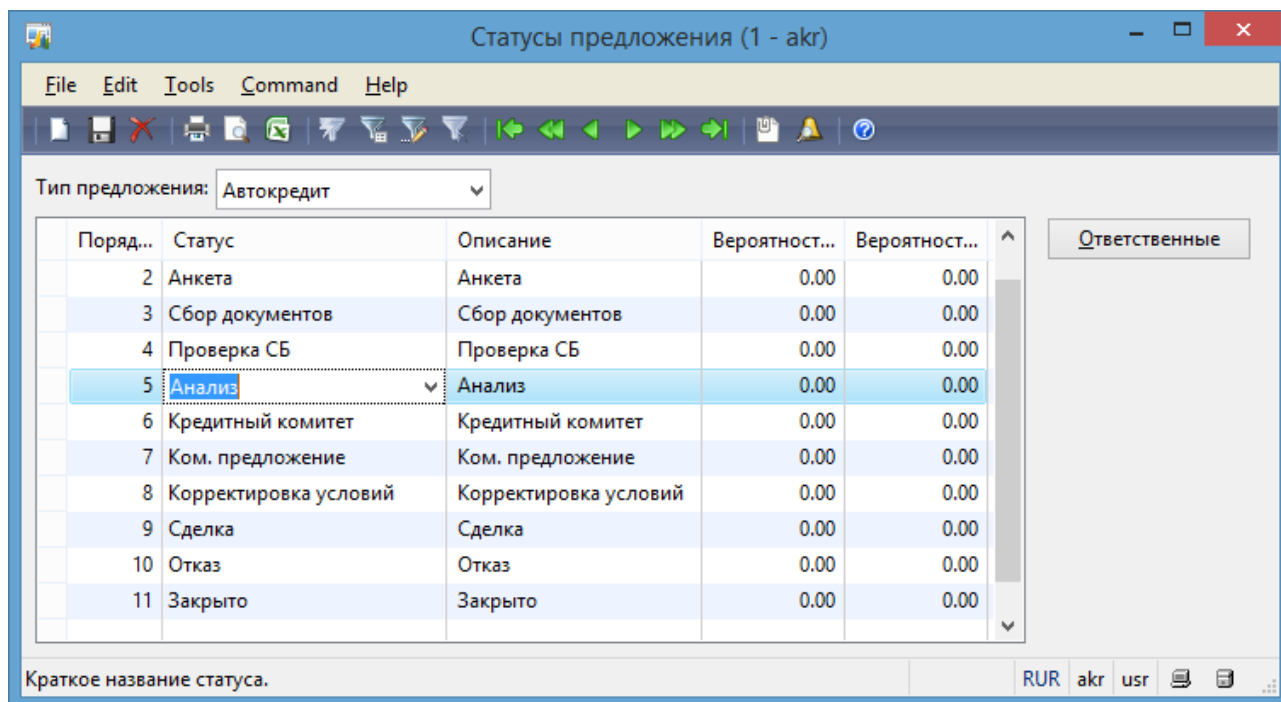 Статусы предложения (1 - akr)
File Edit Tools Command Help
Тип предложения: Автокредит
Поряд... Статус Описание Вероятност... Вероятност... Ответственные
2 Анкета Анкета 0.00 0.00
3 Сбор документов Сбор документов 0.00 0.00
4 Проверка СБ Проверка СБ 0.00 0.00
5 Анализ Анализ 0.00 0.00
6 Кредитный комитет Кредитный комитет 0.00 0.00
7 Ком. предложение Ком. предложение 0.00 0.00
8 Корректировка условий Корректировка условий 0.00 0.00
9 Сделка Сделка 0.00 0.00
10 Отказ Отказ 0.00 0.00
11 Закрыто Закрыто 0.00 0.00
Краткое название статуса. RUR akr usr